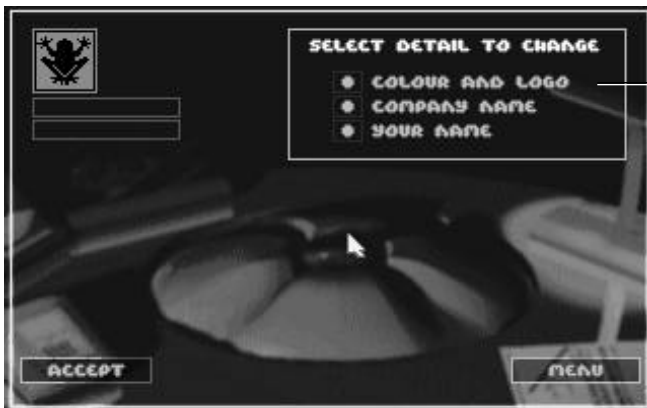 SELECT DETAIL TO CHANGE
COLOUR AND LOGO
COMPANY NAME
YOUR NAME
ACCEPT
MENU